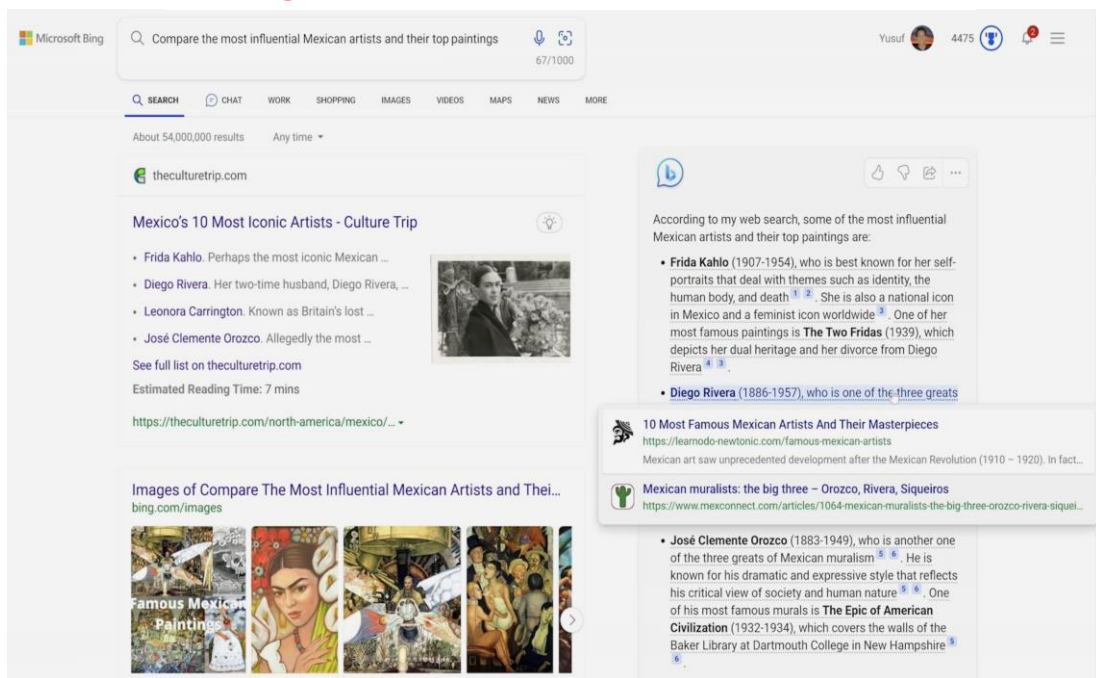 Microsoft Bing
Compare the most influential Mexican artists and their top paintings
67/1000
Yusuf
4475
2
SEARCH
CHAT
WORK
SHOPPING
IMAGES
VIDEOS
MAPS
NEWS
MORE
About 54,000,000 results
Any time
theculturetrip.com
Mexico's 10 Most Iconic Artists - Culture Trip
• Frida Kahlo. Perhaps the most iconic Mexican ...
• Diego Rivera. Her two-time husband, Diego Rivera, ...
• Leonora Carrington. Known as Britain's lost ...
• José Clemente Orozco. Allegedly the most ...
See full list on theculturetrip.com
Estimated Reading Time: 7 mins
https://theculturetrip.com/north-america/mexico/...
Images of Compare The Most Influential Mexican Artists and Thei...
bing.com/images
Famous Mexican
Paintings
b
According to my web search, some of the most influential
Mexican artists and their top paintings are:
• Frida Kahlo (1907-1954), who is best known for her self-
portraits that deal with themes such as identity, the
human body, and death 1 2 . She is also a national icon
in Mexico and a feminist icon worldwide 3 . One of her
most famous paintings is The Two Fridas (1939), which
depicts her dual heritage and her divorce from Diego
Rivera 4 3 .
• Diego Rivera (1886-1957), who is one of the three greats
10 Most Famous Mexican Artists And Their Masterpieces
https://learnodo-newtonic.com/famous-mexican-artists
Mexican art saw unprecedented development after the Mexican Revolution (1910 – 1920). In fact...
Mexican muralists: the big three – Orozco, Rivera, Siqueiros
https://www.mexconnect.com/articles/1064-mexican-muralists-the-big-three-orozco-rivera-siquei...
• José Clemente Orozco (1883-1949), who is another one
of the three greats of Mexican muralism 5 6 . He is
known for his dramatic and expressive style that reflects
his critical view of society and human nature 5 6 . One
of his most famous murals is The Epic of American
Civilization (1932-1934), which covers the walls of the
Baker Library at Dartmouth College in New Hampshire 5
6 .